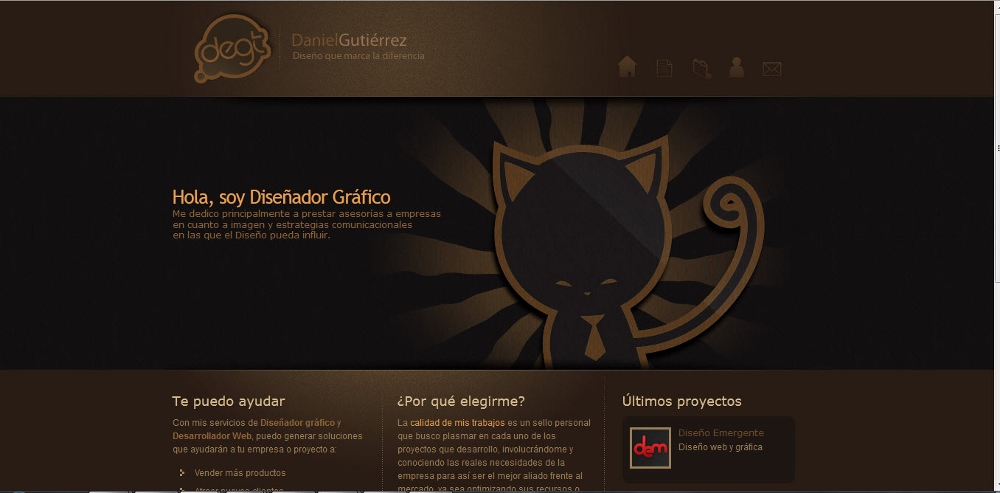 degt
DanielGutiérrez
Diseño que marca la diferencia
Hola, soy Diseñador Gráfico
Me dedico principalmente a prestar asesorías a empresas
en cuanto a imagen y estrategias comunicacionales
en las que el Diseño pueda influir.
Te puedo ayudar
Con mis servicios de Diseñador gráfico y
Desarrollador Web, puedo generar soluciones
que ayudarán a tu empresa o proyecto a:
Vender más productos
Atraer nuevos clientes
¿Por qué elegirme?
La calidad de mis trabajos es un sello personal
que busco plasmar en cada uno de los
proyectos que desarrollo, involucrándome y
conociendo las reales necesidades de la
empresa para así ser el mejor aliado frente al
mercado, ya sea optimizando sus recursos o
Últimos proyectos
dem
Diseño Emergente
Diseño web y gráfica